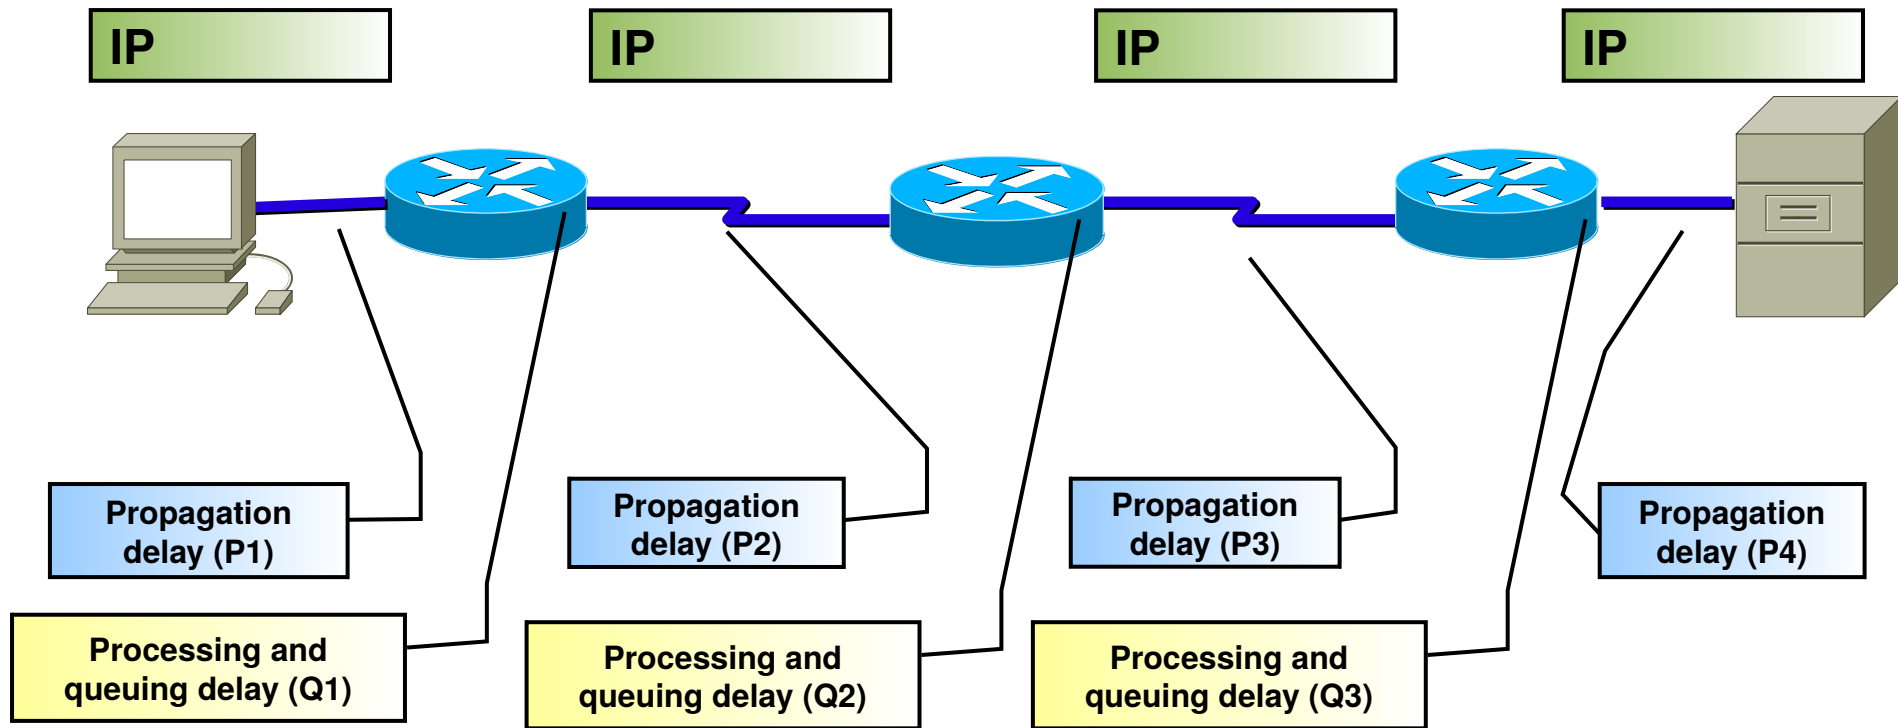 IP
IP
IP
IP
Propagation
delay (P1)
Propagation
delay (P2)
Propagation
delay (P3)
Propagation
delay (P4)
Processing and
queuing delay (Q1)
Processing and
queuing delay (Q2)
Processing and
queuing delay (Q3)